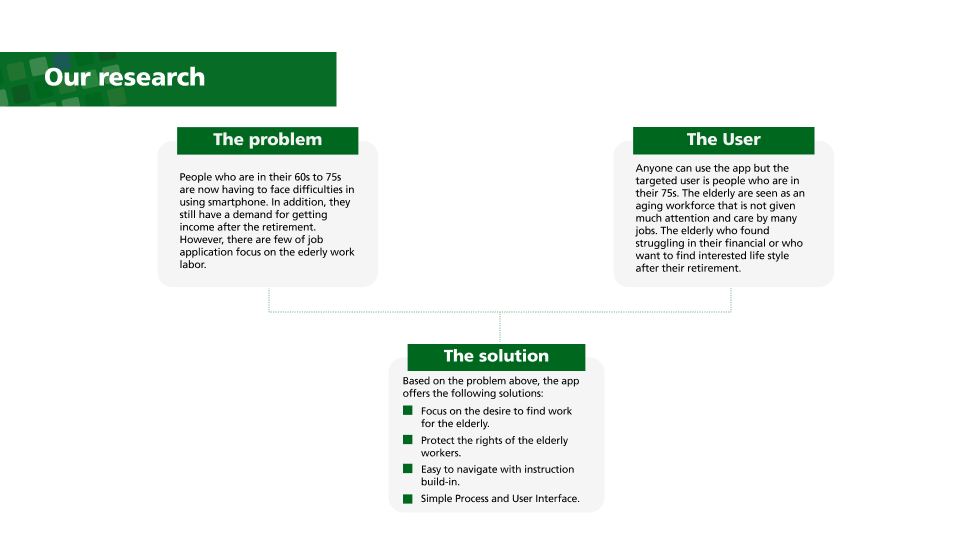 Our research
The problem
People who are in their 60s to 75s
are now having to face difficulties in
using smartphone. In addition, they
still have a demand for getting
income after the retirement.
However, there are few of job
application focus on the ederly work
labor.
The User
Anyone can use the app but the
targeted user is people who are in
their 75s. The elderly are seen as an
aging workforce that is not given
much attention and care by many
jobs. The elderly who found
struggling in their financial or who
want to find interested life style
after their retirement.
The solution
Based on the problem above, the app
offers the following solutions:
Focus on the desire to find work
for the elderly.
Protect the rights of the elderly
workers.
Easy to navigate with instruction
build-in.
Simple Process and User Interface.